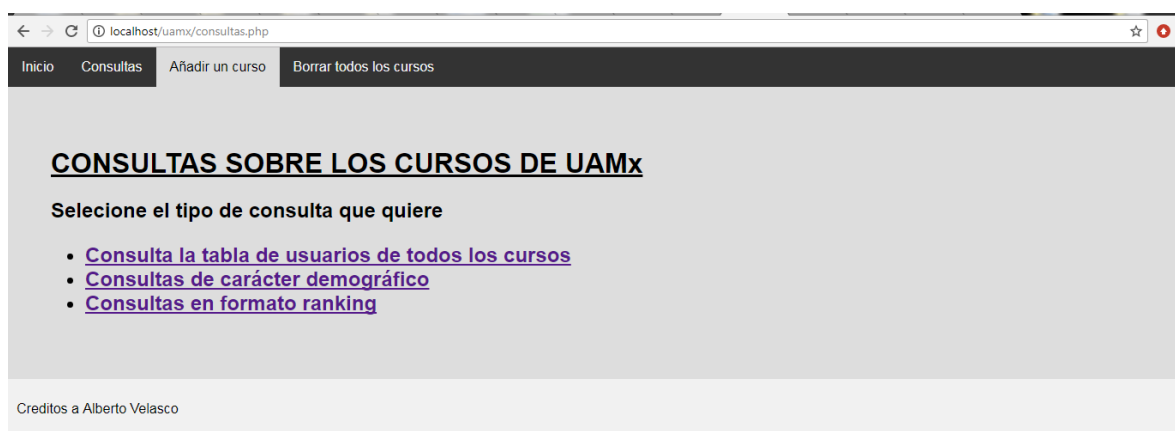 localhost/uamx/consultas.php
Inicio Consultas Añadir un curso Borrar todos los cursos
CONSULTAS SOBRE LOS CURSOS DE UAMx
Selecione el tipo de consulta que quiere
Consulta la tabla de usuarios de todos los cursos
Consultas de carácter demográfico
Consultas en formato ranking
Creditos a Alberto Velasco